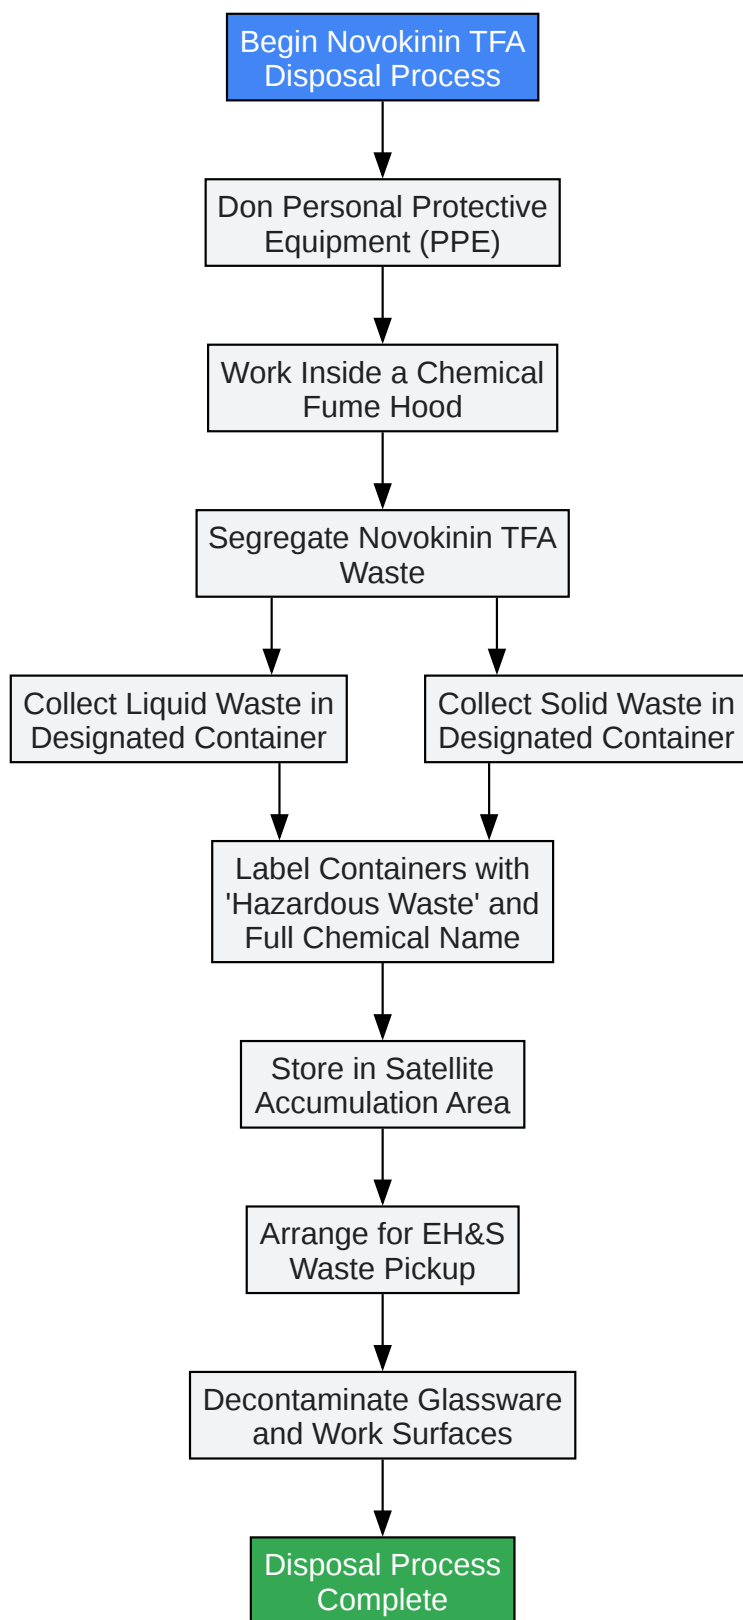 Begin Novokinin TFA
Disposal Process
Don Personal Protective
Equipment (PPE)
Work Inside a Chemical
Fume Hood
Segregate Novokinin TFA
Waste
Collect Liquid Waste in
Designated Container
Collect Solid Waste in
Designated Container
Label Containers with
'Hazardous Waste' and
Full Chemical Name
Store in Satellite
Accumulation Area
Arrange for EH&S
Waste Pickup
Decontaminate Glassware
and Work Surfaces
Disposal Process
Complete